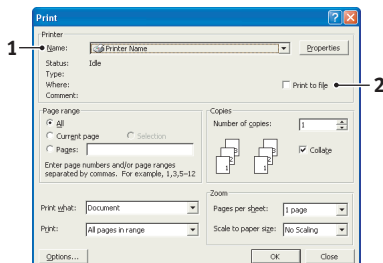 Print
Printer
1
Name:
Printer Name
Properties
Status:
Idle
Type:
Where:
Comment:
Print to file
2
Page range
All
Current page
Selection
Pages:
Enter page numbers and/or page ranges
separated by commas. For example, 1,3,5–12
Copies
Number of copies:
1
Collate
Print what:
Document
Print:
All pages in range
Zoom
Pages per sheet:
1 page
Scale to paper size:
No Scaling
Options...
OK
Close